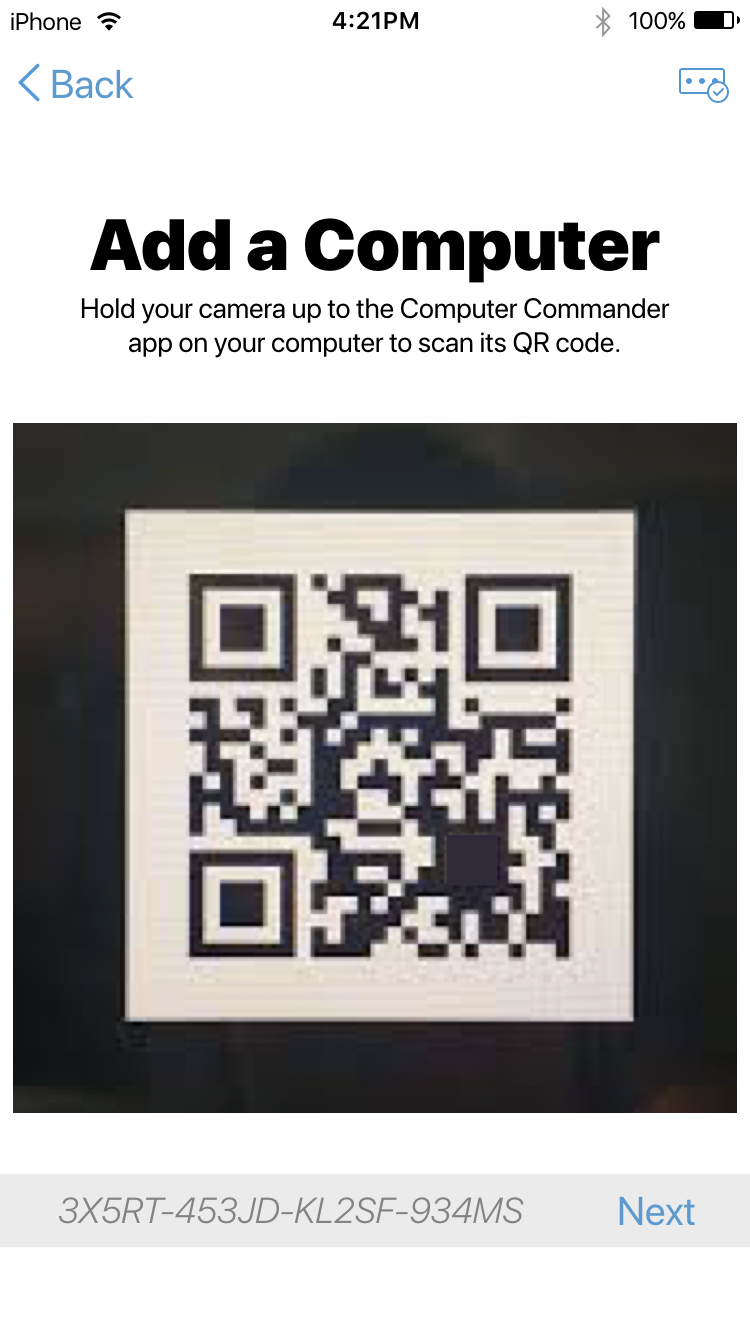 iPhone 4:21PM 100%
Back
Add a Computer
Hold your camera up to the Computer Commander
app on your computer to scan its QR code.
3X5RT-453JD-KL2SF-934MS Next